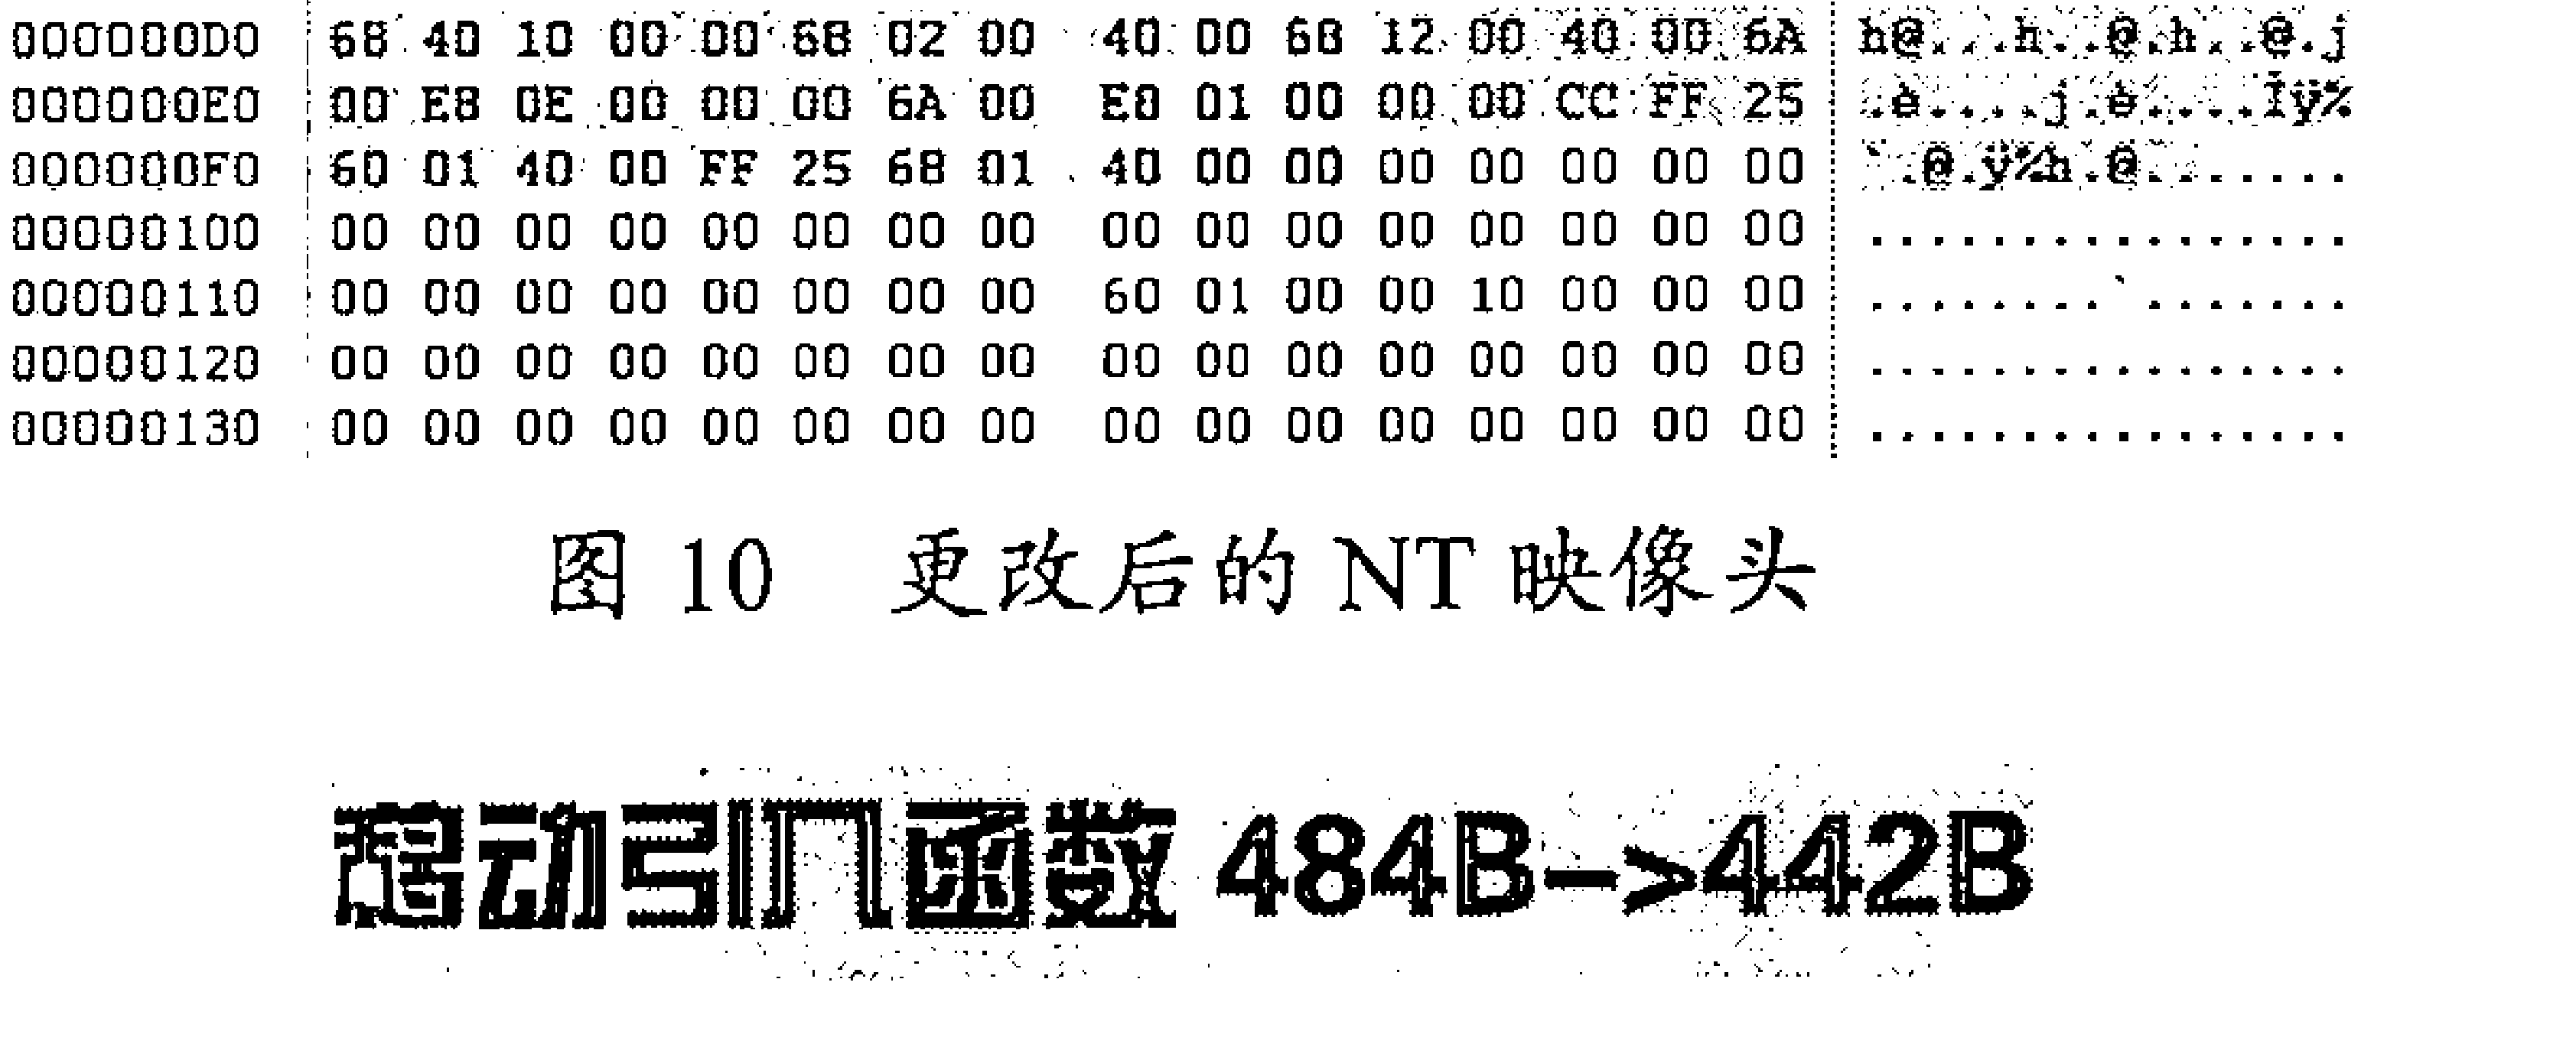 000000D0 68 40 10 00 00 68 02 00 40 00 68 12 00 40 00 6A h@...h..@.h..@.j
000000E0 00 E8 0E 00 00 00 6A 00 E8 01 00 00 00 CC FF 25 .è....j.è....Ìÿ%
000000F0 60 01 40 00 FF 25 68 01 40 00 00 00 00 00 00 00 `.@.ÿ%h.@.......
00000100 00 00 00 00 00 00 00 00 00 00 00 00 00 00 00 00 ................
00000110 00 00 00 00 00 00 00 00 60 01 00 00 10 00 00 00 ........`.......
00000120 00 00 00 00 00 00 00 00 00 00 00 00 00 00 00 00 ................
00000130 00 00 00 00 00 00 00 00 00 00 00 00 00 00 00 00 ................
图 10 更改后的 NT 映像头
移动引入函数 484B->442B